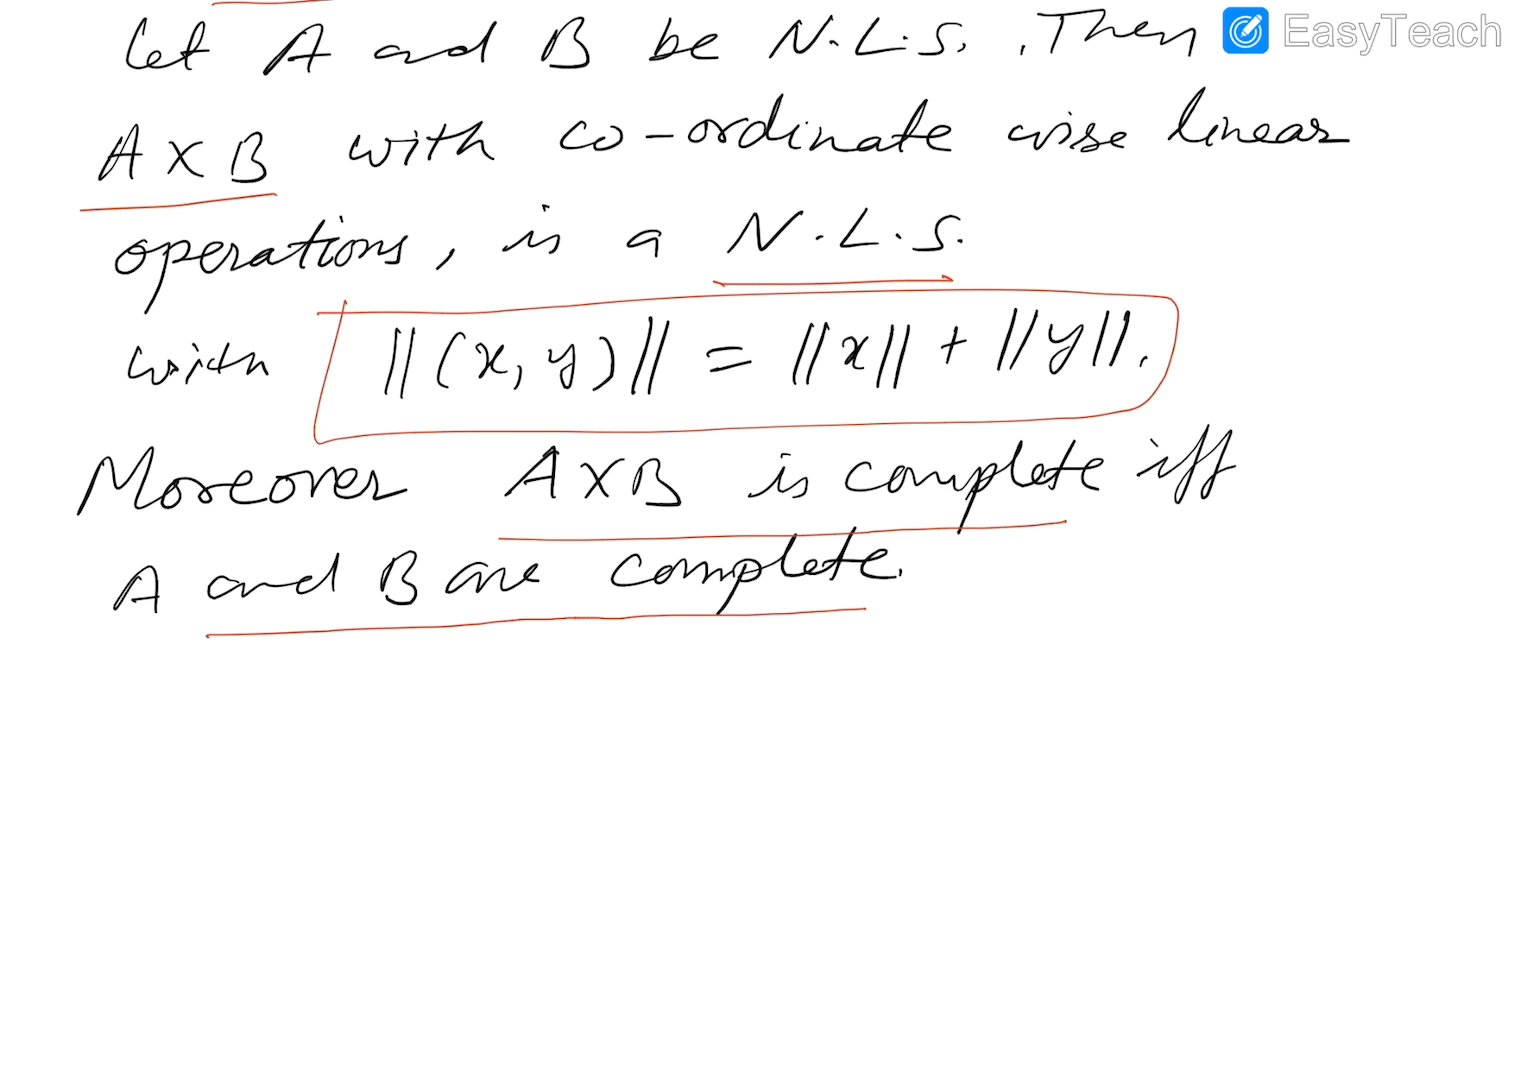 Let A and B be N.L.S. . Then
EasyTeach
A X B with co-ordinate wise linear
operations, is a N.L.S.
with ||(x, y)|| = ||x|| + ||y||.
Moreover A X B is complete iff
A and B are complete.